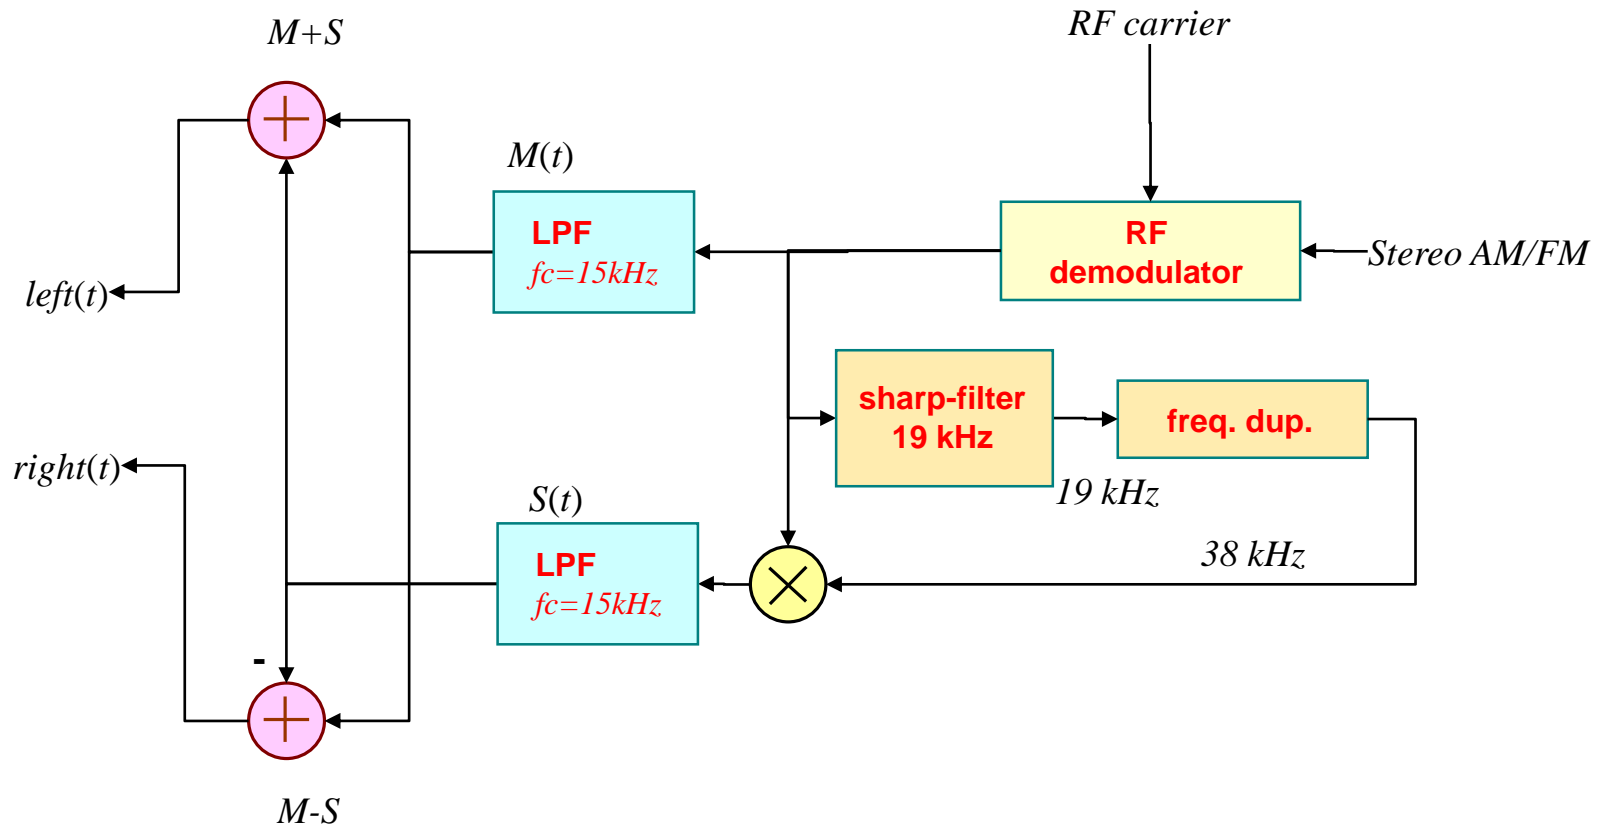 M+S
RF carrier
M(t)
LPF
fc=15kHz
RF
demodulator
Stereo AM/FM
left(t)
sharp-filter
19 kHz
freq. dup.
right(t)
19 kHz
S(t)
LPF
fc=15kHz
38 kHz
-
M-S